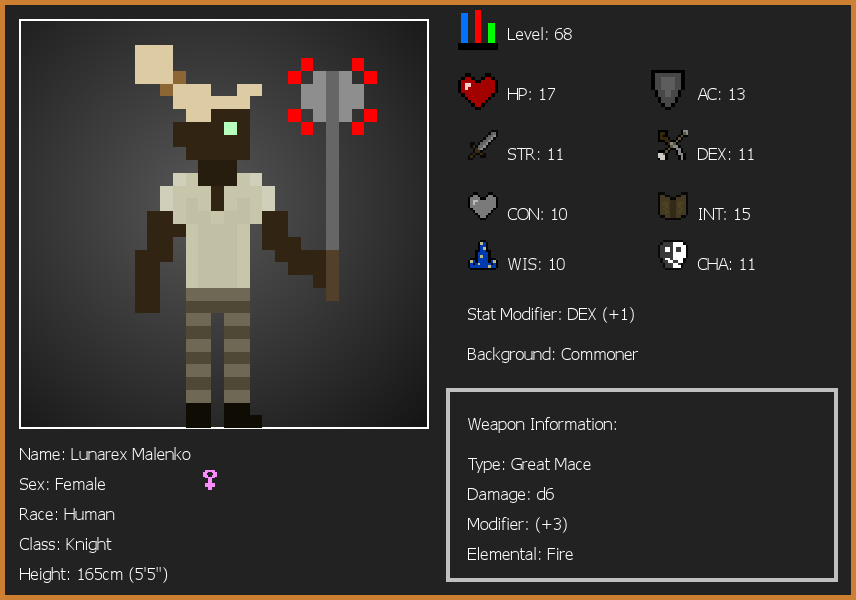 Level: 68
HP: 17
AC: 13
STR: 11
DEX: 11
CON: 10
INT: 15
WIS: 10
CHA: 11
Stat Modifier: DEX (+1)
Background: Commoner
Weapon Information:
Type: Great Mace
Damage: d6
Modifier: (+3)
Elemental: Fire
Name: Lunarex Malenko
Sex: Female
Race: Human
Class: Knight
Height: 165cm (5'5")